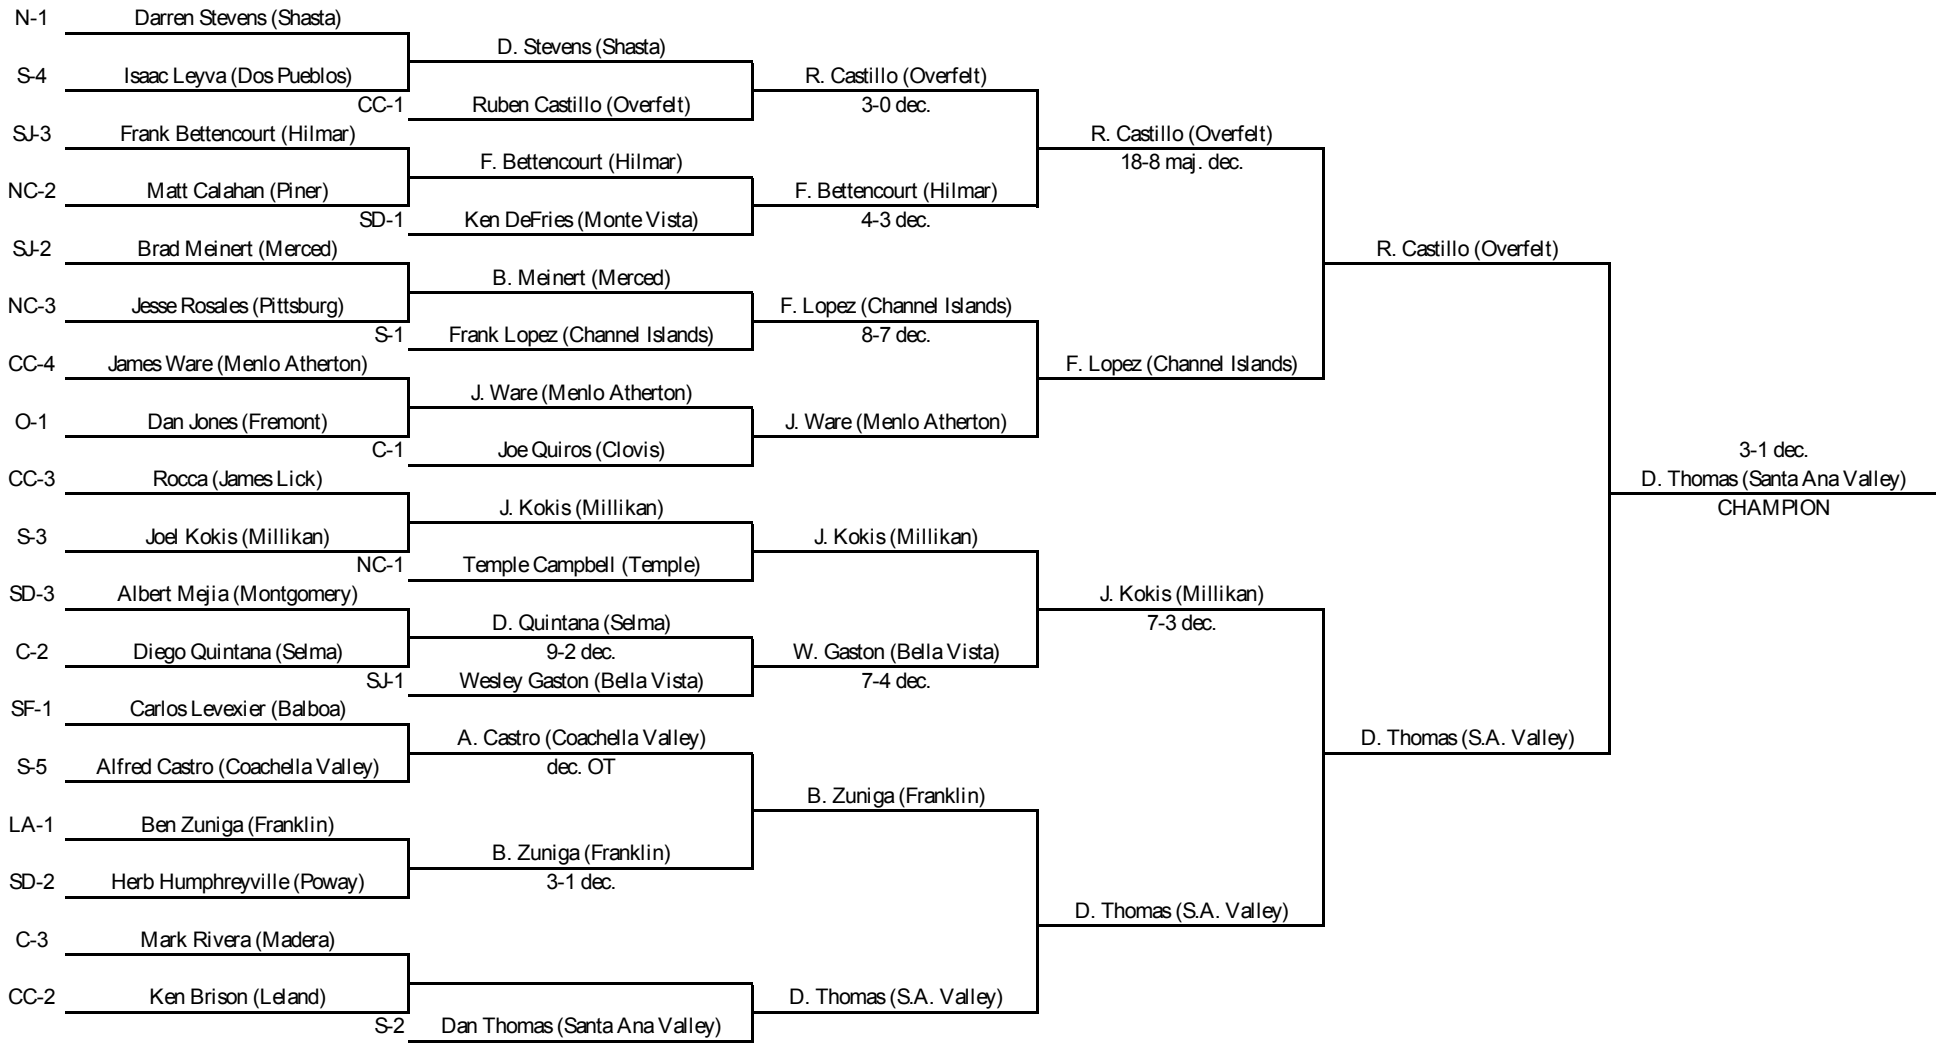 N-1 Darren Stevens (Shasta)
D. Stevens (Shasta)
S-4 Isaac Leyva (Dos Pueblos) R. Castillo (Overfelt)
CC-1 Ruben Castillo (Overfelt) 3-0 dec.
SJ-3 Frank Bettencourt (Hilmar) R. Castillo (Overfelt)
F. Bettencourt (Hilmar) 18-8 maj. dec.
NC-2 Matt Calahan (Piner) F. Bettencourt (Hilmar)
SD-1 Ken DeFries (Monte Vista) 4-3 dec.
SJ-2 Brad Meinert (Merced) R. Castillo (Overfelt)
B. Meinert (Merced)
NC-3 Jesse Rosales (Pittsburg) F. Lopez (Channel Islands)
S-1 Frank Lopez (Channel Islands) 8-7 dec.
CC-4 James Ware (Menlo Atherton) F. Lopez (Channel Islands)
J. Ware (Menlo Atherton)
O-1 Dan Jones (Fremont) J. Ware (Menlo Atherton)
C-1 Joe Quiros (Clovis) 3-1 dec.
CC-3 Rocca (James Lick) D. Thomas (Santa Ana Valley)
J. Kokis (Millikan) CHAMPION
S-3 Joel Kokis (Millikan) J. Kokis (Millikan)
NC-1 Temple Campbell (Temple)
SD-3 Albert Mejia (Montgomery) J. Kokis (Millikan)
D. Quintana (Selma) 7-3 dec.
C-2 Diego Quintana (Selma) 9-2 dec. W. Gaston (Bella Vista)
SJ-1 Wesley Gaston (Bella Vista) 7-4 dec.
SF-1 Carlos Levexier (Balboa)
A. Castro (Coachella Valley) D. Thomas (S.A. Valley)
S-5 Alfred Castro (Coachella Valley) dec. OT
B. Zuniga (Franklin)
LA-1 Ben Zuniga (Franklin)
B. Zuniga (Franklin)
SD-2 Herb Humphreyville (Poway) 3-1 dec.
D. Thomas (S.A. Valley)
C-3 Mark Rivera (Madera)
CC-2 Ken Brison (Leland) D. Thomas (S.A. Valley)
S-2 Dan Thomas (Santa Ana Valley)